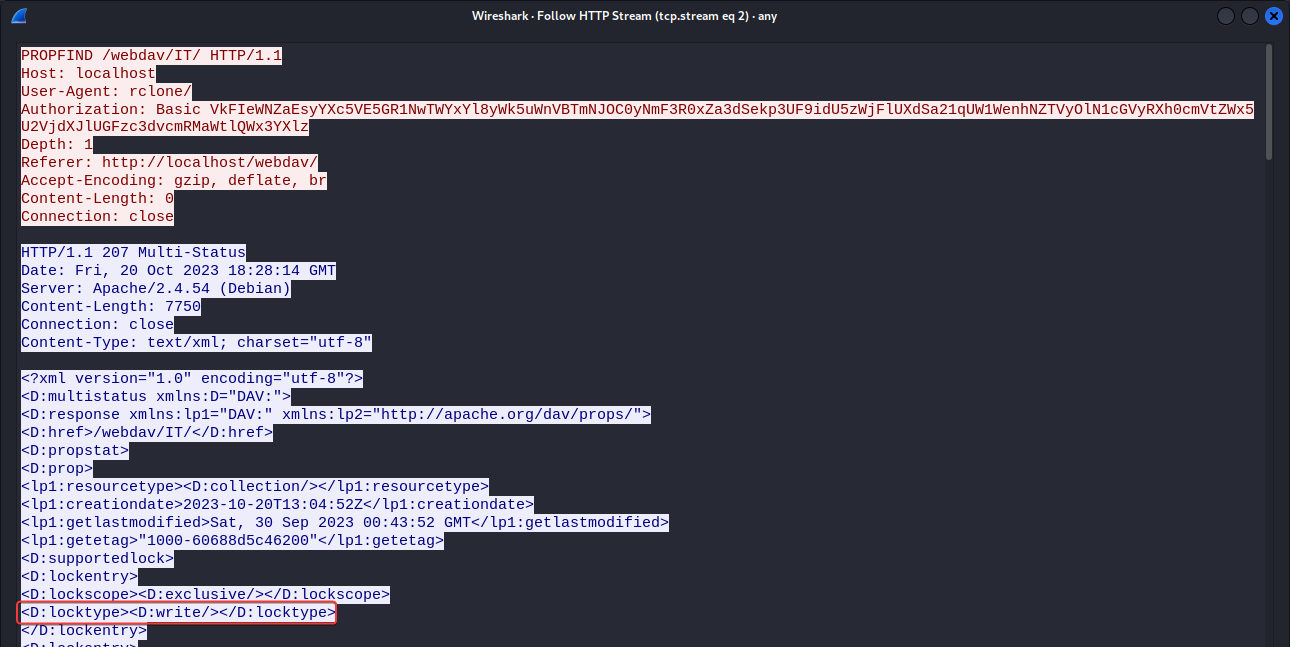 Wireshark · Follow HTTP Stream (tcp.stream eq 2) · any
PROPFIND /webdav/IT/ HTTP/1.1
Host: localhost
User-Agent: rclone/
Authorization: Basic VkFIeWNZaEsyYXc5VE5GR1NwTWYxYl8yWk5uWnVBTmNJOC0yNmF3R0xZa3dSekp3UF9idU5zWjFlUXdSa21qUW1WenhNZTVyOlN1cGVyRXh0cmVtZWx5
U2VjdXJlUGFzc3dvcmRMaWtlQWx3YXlz
Depth: 1
Referer: http://localhost/webdav/
Accept-Encoding: gzip, deflate, br
Content-Length: 0
Connection: close
HTTP/1.1 207 Multi-Status
Date: Fri, 20 Oct 2023 18:28:14 GMT
Server: Apache/2.4.54 (Debian)
Content-Length: 7750
Connection: close
Content-Type: text/xml; charset="utf-8"
<?xml version="1.0" encoding="utf-8"?>
<D:multistatus xmlns:D="DAV:">
<D:response xmlns:lp1="DAV:" xmlns:lp2="http://apache.org/dav/props/">
<D:href>/webdav/IT/</D:href>
<D:propstat>
<D:prop>
<lp1:resourcetype><D:collection/></lp1:resourcetype>
<lp1:creationdate>2023-10-20T13:04:52Z</lp1:creationdate>
<lp1:getlastmodified>Sat, 30 Sep 2023 00:43:52 GMT</lp1:getlastmodified>
<lp1:getetag>"1000-60688d5c46200"</lp1:getetag>
<D:supportedlock>
<D:lockentry>
<D:lockscope><D:exclusive/></D:lockscope>
<D:locktype><D:write/></D:locktype>
</D:lockentry>
<D:lockentry>